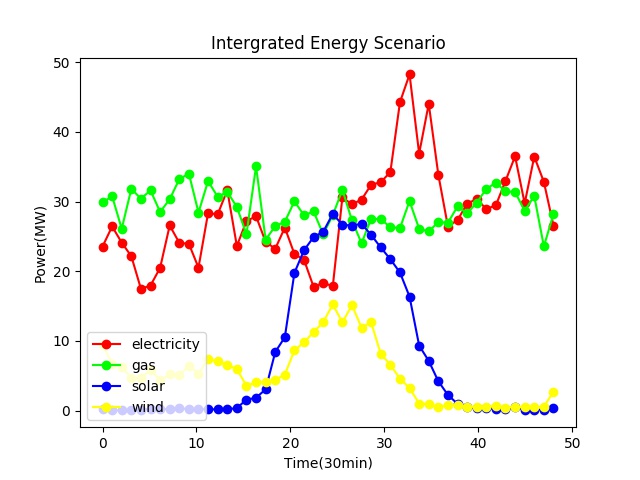 Intergrated Energy Scenario
Power(MW)
50
40
30
20
10
0
electricity
gas
solar
wind
0 10 20 30 40 50
Time(30min)